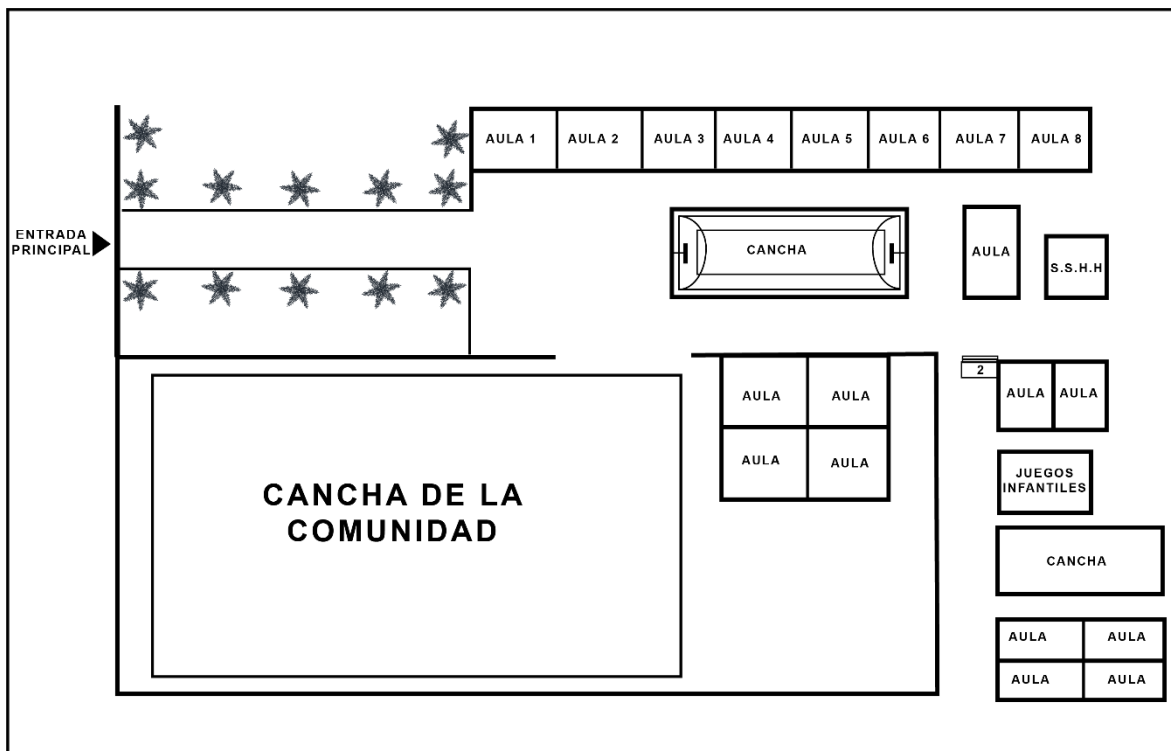 AULA 1
AULA 2
AULA 3
AULA 4
AULA 5
AULA 6
AULA 7
AULA 8
ENTRADA
PRINCIPAL
CANCHA
AULA
S.S.H.H
2
AULA
AULA
AULA
AULA
AULA
AULA
JUEGOS
INFANTILES
CANCHA DE LA
COMUNIDAD
CANCHA
AULA
AULA
AULA
AULA